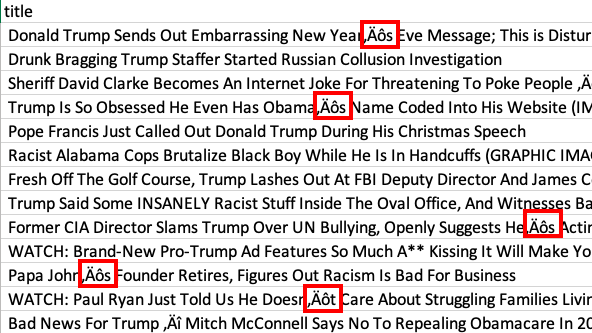 title
Donald Trump Sends Out Embarrassing New Year‚Äôs Eve Message; This is Distur
Drunk Bragging Trump Staffer Started Russian Collusion Investigation
Sheriff David Clarke Becomes An Internet Joke For Threatening To Poke People ‚Ä
Trump Is So Obsessed He Even Has Obama‚Äôs Name Coded Into His Website (IM
Pope Francis Just Called Out Donald Trump During His Christmas Speech
Racist Alabama Cops Brutalize Black Boy While He Is In Handcuffs (GRAPHIC IMA
Fresh Off The Golf Course, Trump Lashes Out At FBI Deputy Director And James C
Trump Said Some INSANELY Racist Stuff Inside The Oval Office, And Witnesses Ba
Former CIA Director Slams Trump Over UN Bullying, Openly Suggests He‚Äôs Actin
WATCH: Brand-New Pro-Trump Ad Features So Much A** Kissing It Will Make Yo
Papa John‚Äôs Founder Retires, Figures Out Racism Is Bad For Business
WATCH: Paul Ryan Just Told Us He Doesn‚Äôt Care About Struggling Families Livin
Bad News For Trump ‚Äî Mitch McConnell Says No To Repealing Obamacare In 20